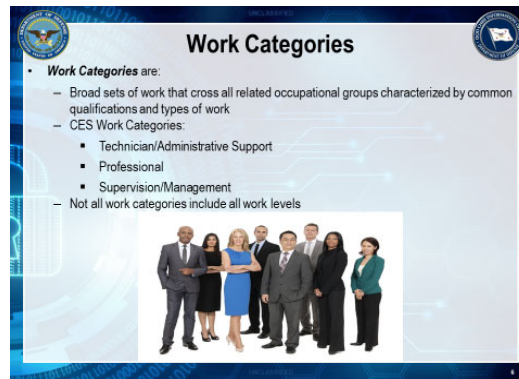 UNCLASSIFIED
Work Categories
• Work Categories are:
– Broad sets of work that cross all related occupational groups characterized by common
qualifications and types of work
– CES Work Categories:
▪ Technician/Administrative Support
▪ Professional
▪ Supervision/Management
– Not all work categories include all work levels
UNCLASSIFIED
6